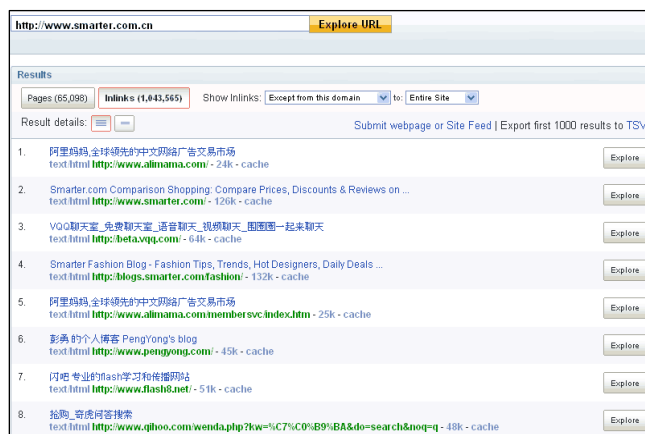 http://www.smarter.com.cn Explore URL
Results
Pages (65,098) Inlinks (1,043,565) Show Inlinks: Except from this domain to: Entire Site
Result details: Submit webpage or Site Feed | Export first 1000 results to TSV
1. 阿里妈妈,全球领先的中文网络广告交易市场 Explore
text/html http://www.alimama.com/ - 24k - cache
2. Smarter.com Comparison Shopping: Compare Prices, Discounts & Reviews on ... Explore
text/html http://www.smarter.com/ - 126k - cache
3. VQQ聊天室_免费聊天室_语音聊天_视频聊天_围圈圈一起来聊天 Explore
text/html http://beta.vqq.com/ - 64k - cache
4. Smarter Fashion Blog - Fashion Tips, Trends, Hot Designers, Daily Deals ... Explore
text/html http://blogs.smarter.com/fashion/ - 132k - cache
5. 阿里妈妈,全球领先的中文网络广告交易市场 Explore
text/html http://www.alimama.com/membersvc/index.htm - 25k - cache
6. 彭勇的个人博客 PengYong's blog Explore
text/html http://www.pengyong.com/ - 45k - cache
7. 闪吧 专业的flash学习和传播网站 Explore
text/html http://www.flash8.net/ - 51k - cache
8. 抢购_奇虎问答搜索 Explore
text/html http://www.qihoo.com/wenda.php?kw=%C7%C0%B9%BA&do=search&noq=q - 48k - cache